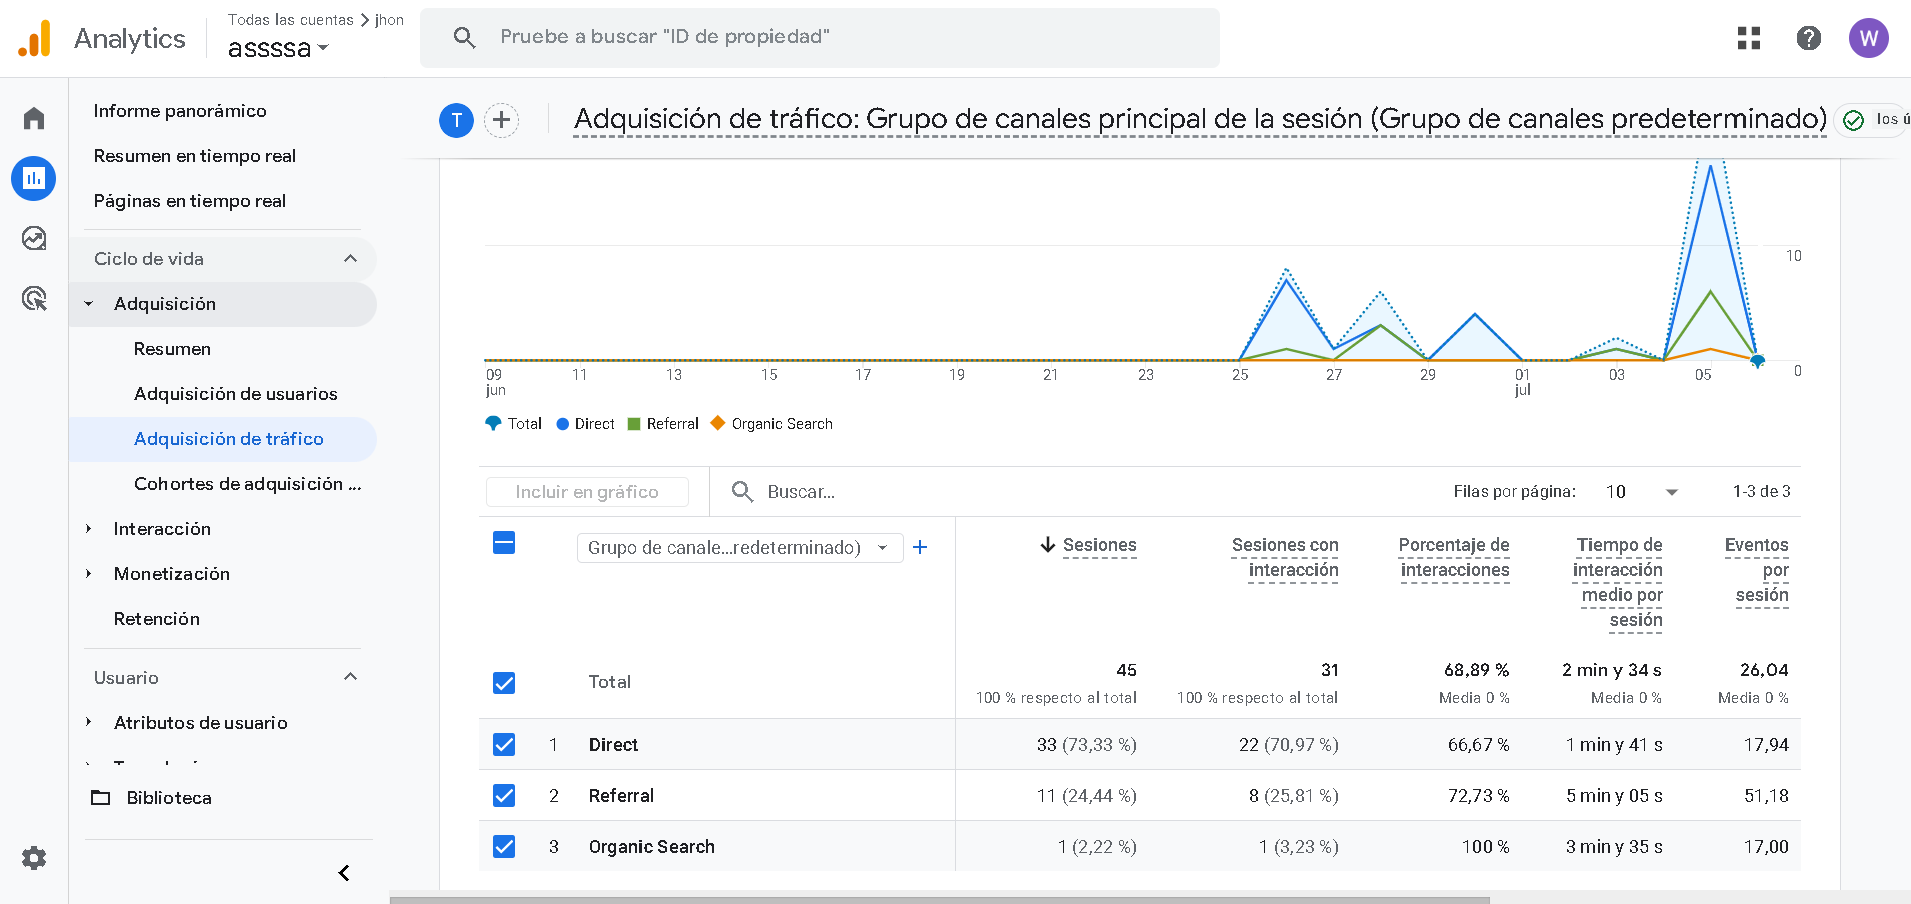 Analytics
Todas las cuentas > jhon
assssa
Pruebe a buscar "ID de propiedad"
W
Informe panorámico
Resumen en tiempo real
Páginas en tiempo real
Ciclo de vida
Adquisición
Resumen
Adquisición de usuarios
Adquisición de tráfico
Cohortes de adquisición ...
Interacción
Monetización
Retención
Usuario
Atributos de usuario
Biblioteca
T
Adquisición de tráfico: Grupo de canales principal de la sesión (Grupo de canales predeterminado)
los ú
10
0
09 11 13 15 17 19 21 23 25 27 29 01 03 05
jun jul
Total Direct Referral Organic Search
Incluir en gráfico
Buscar...
Filas por página: 10 1-3 de 3
Grupo de canale...redeterminado)
Sesiones
Sesiones con
interacción
Porcentaje de
interacciones
Tiempo de
interacción
medio por
sesión
Eventos
por
sesión
Total 45 31 68,89 % 2 min y 34 s 26,04
100 % respecto al total 100 % respecto al total Media 0 % Media 0 % Media 0 %
1 Direct 33 (73,33 %) 22 (70,97 %) 66,67 % 1 min y 41 s 17,94
2 Referral 11 (24,44 %) 8 (25,81 %) 72,73 % 5 min y 05 s 51,18
3 Organic Search 1 (2,22 %) 1 (3,23 %) 100 % 3 min y 35 s 17,00